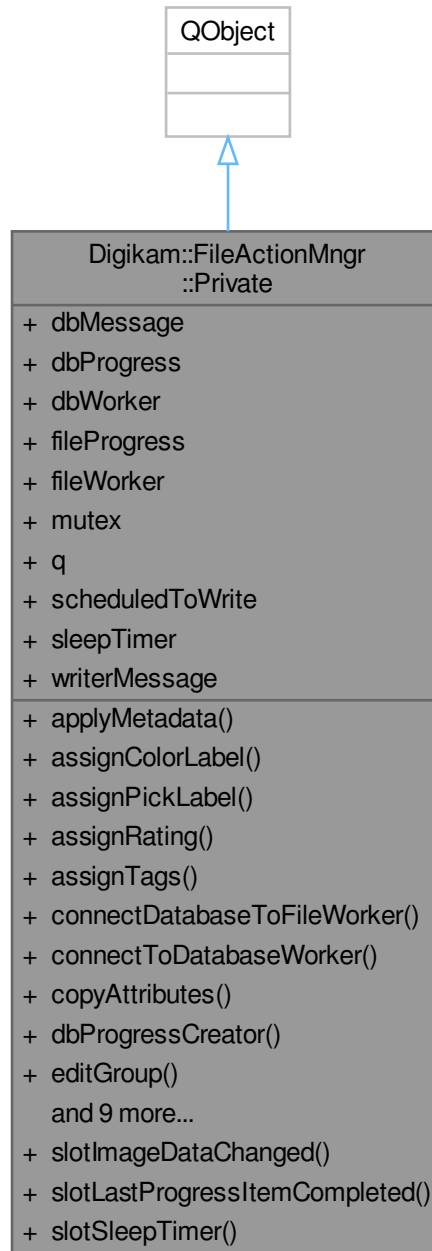 QObject
Digikam::FileActionMngr
::Private
+ dbMessage
+ dbProgress
+ dbWorker
+ fileProgress
+ fileWorker
+ mutex
+ q
+ scheduledToWrite
+ sleepTimer
+ writerMessage
+ applyMetadata()
+ assignColorLabel()
+ assignPickLabel()
+ assignRating()
+ assignTags()
+ connectDatabaseToFileWorker()
+ connectToDatabaseWorker()
+ copyAttributes()
+ dbProgressCreator()
+ editGroup()
and 9 more...
+ slotImageDataChanged()
+ slotLastProgressItemCompleted()
+ slotSleepTimer()